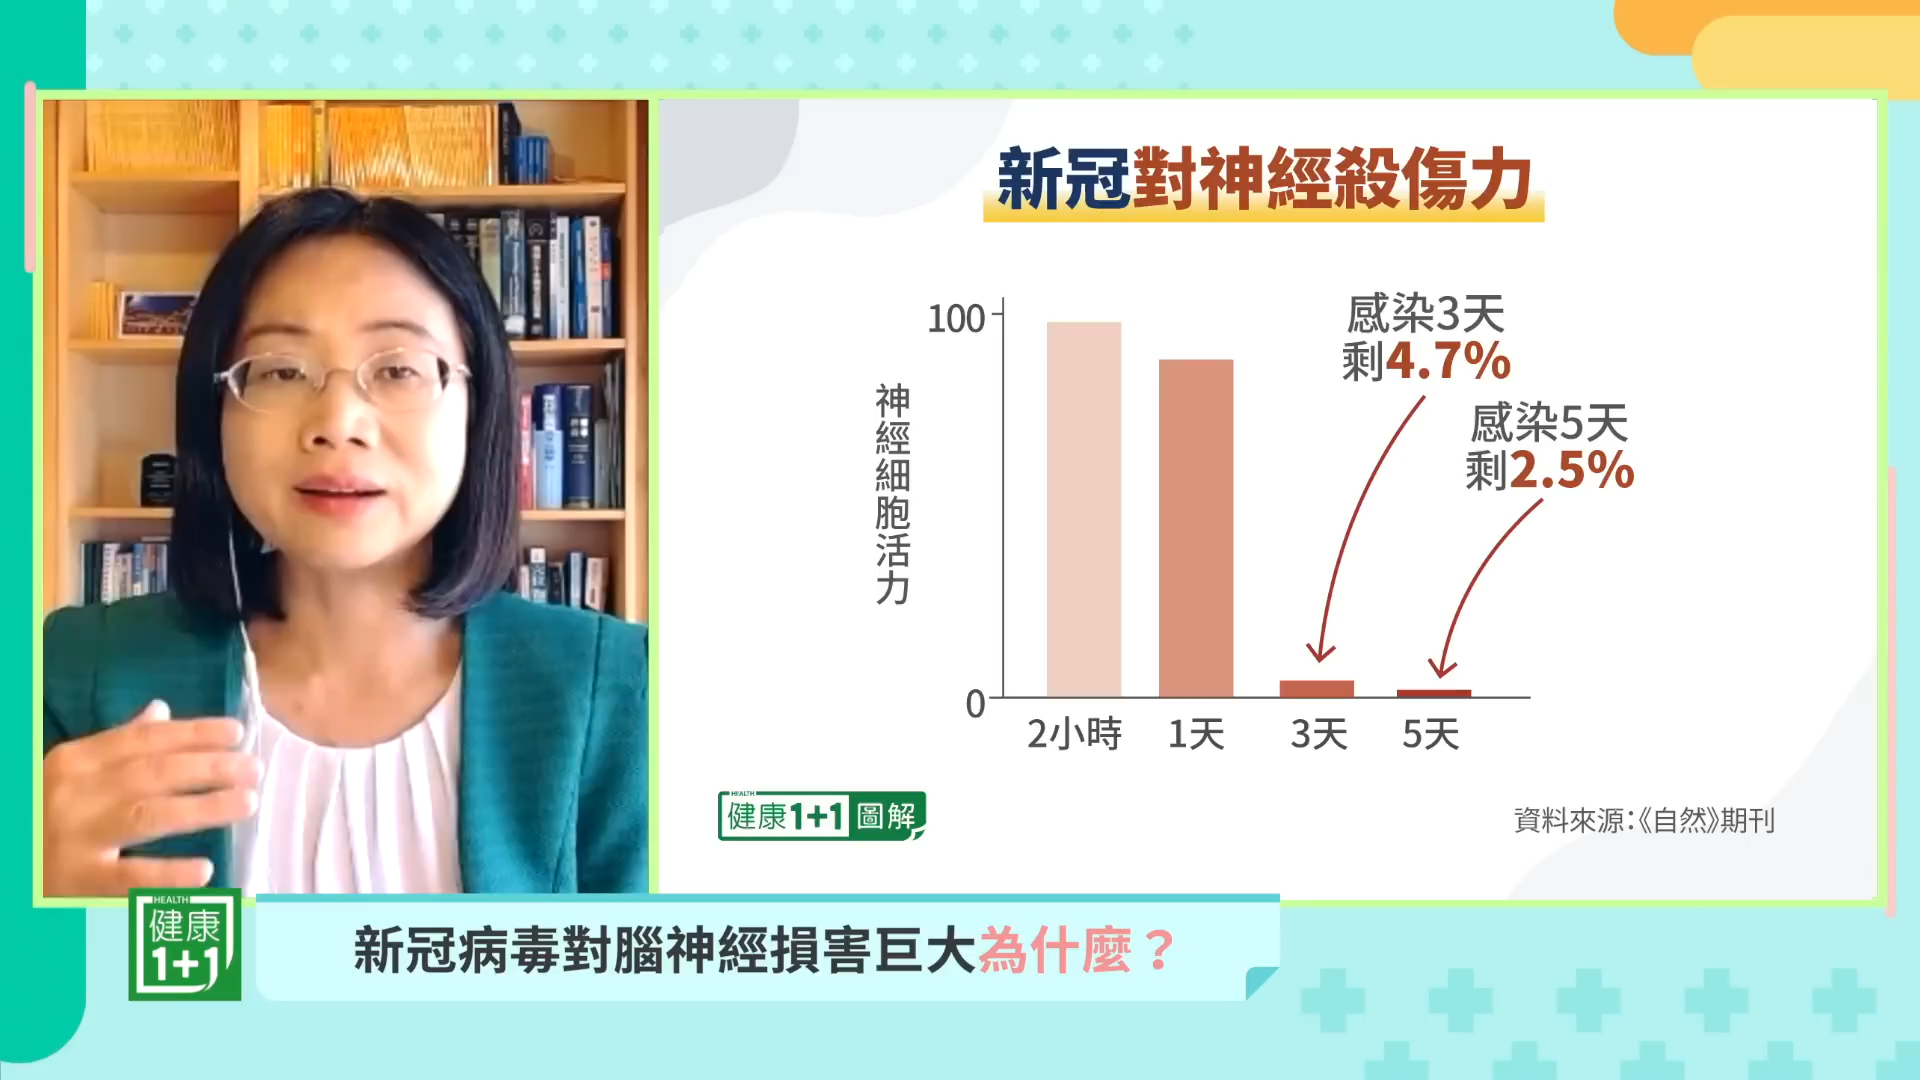 新冠對神經殺傷力
100
神經細胞活力
0
感染3天
剩4.7%
感染5天
剩2.5%
2小時 1天 3天 5天
HEALTH
健康1+1 圖解
資料來源:《自然》期刊
HEALTH
健康
1+1
新冠病毒對腦神經損害巨大為什麼?